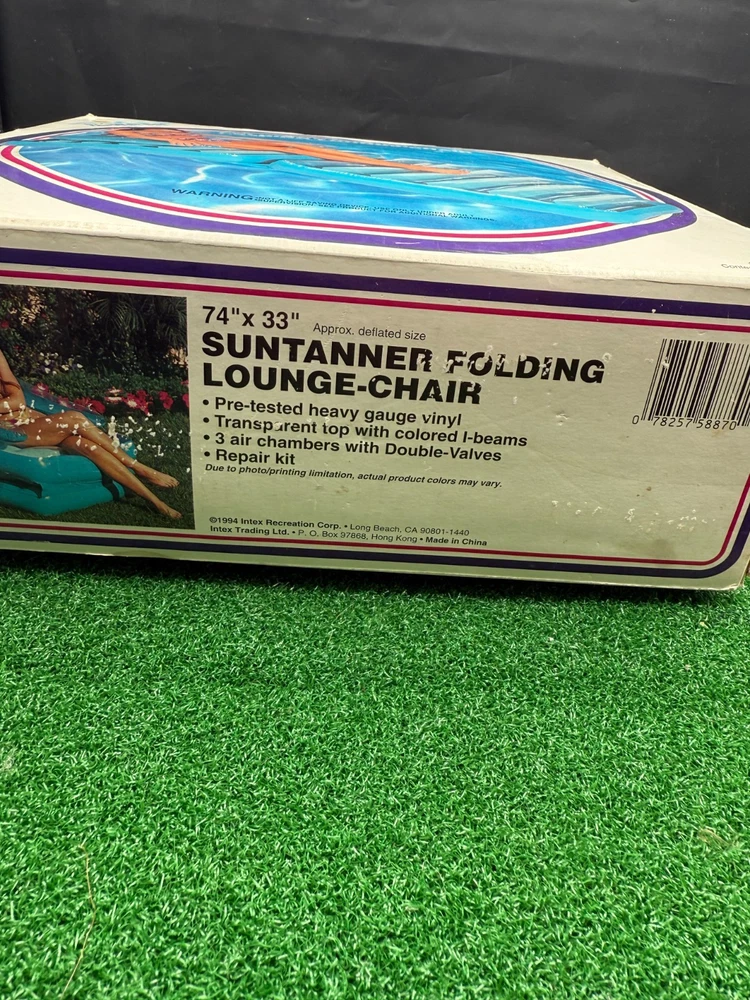 WARNING
74"x 33" Approx. deflated size
SUNTANNER FOLDING
LOUNGE-CHAIR
• Pre-tested heavy gauge vinyl
• Transparent top with colored I-beams
• 3 air chambers with Double-Valves
• Repair kit
Due to photo/printing limitation, actual product colors may vary.
©1994 Intex Recreation Corp. • Long Beach, CA 90801-1440
Intex Trading Ltd. • P. O. Box 97868, Hong Kong • Made in China
0 78257 58870